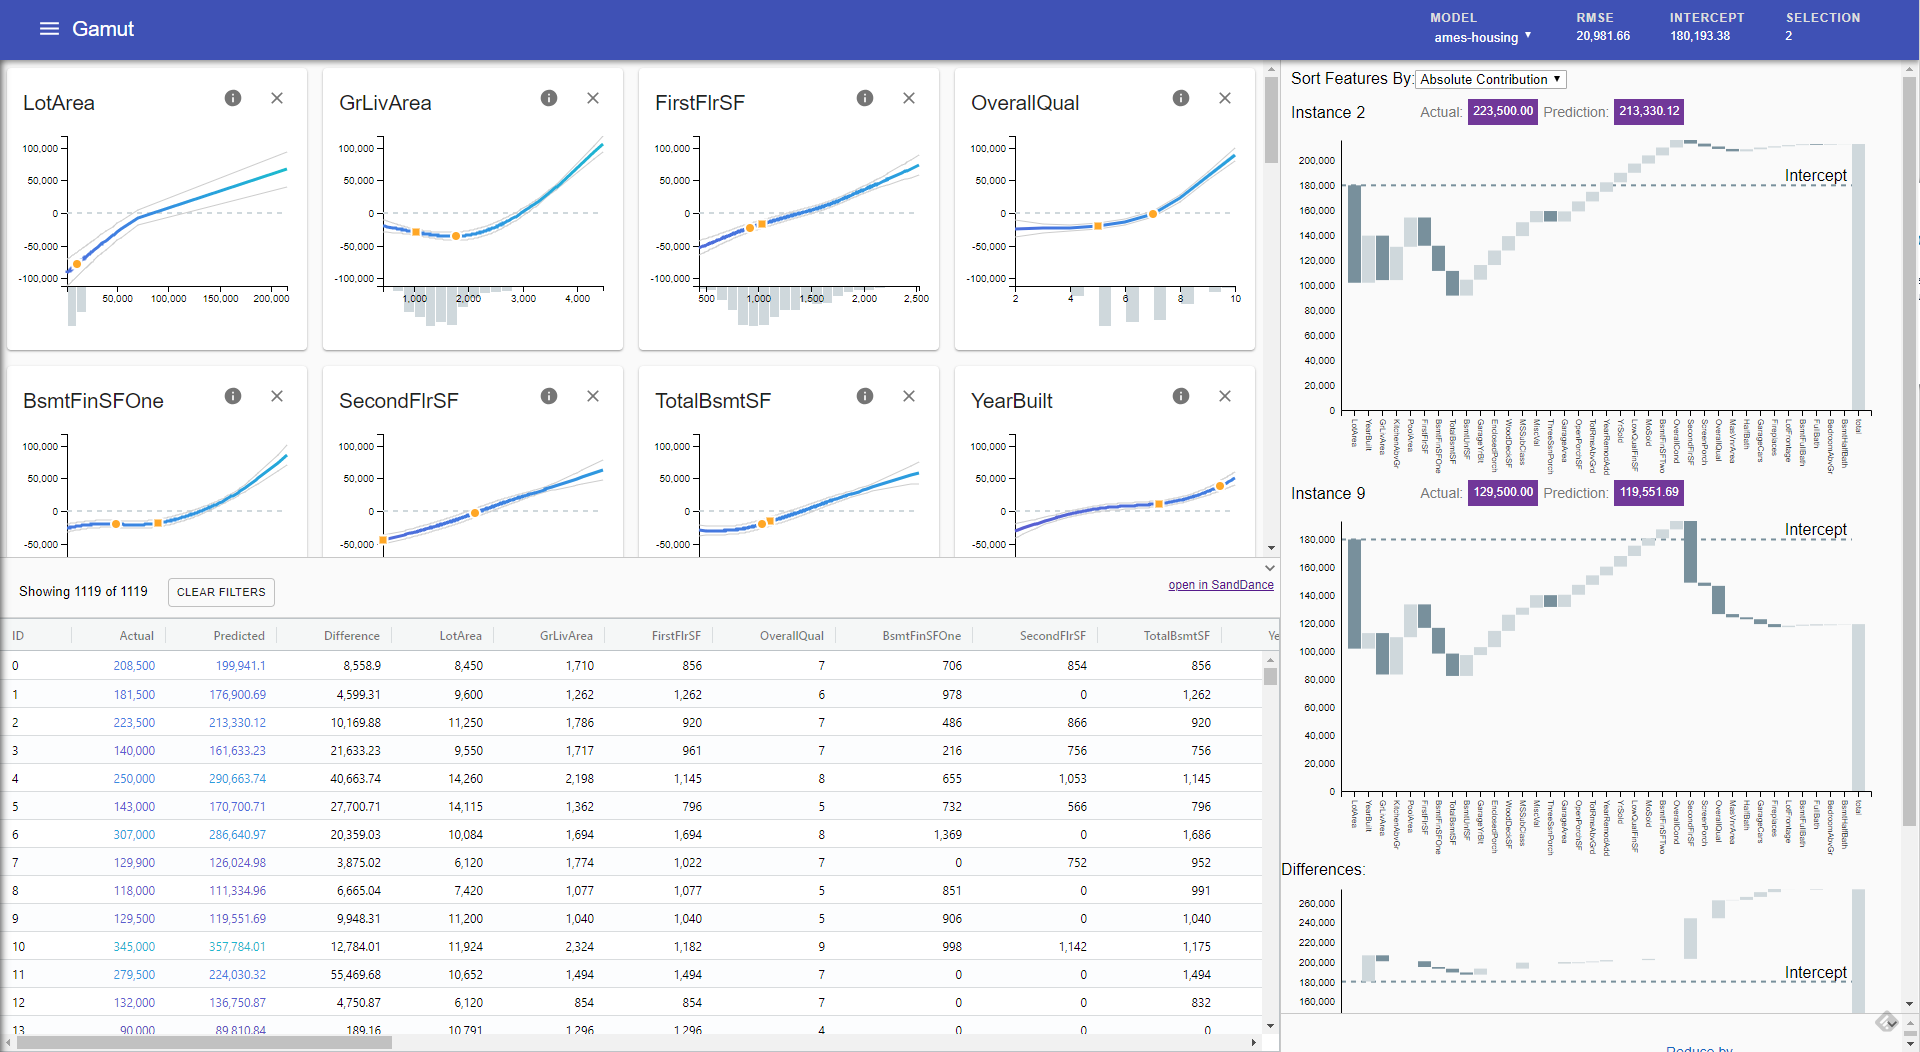 Gamut
MODEL
ames-housing
RMSE
20,981.66
INTERCEPT
180,193.38
SELECTION
2
LotArea
100,000
50,000
0
-50,000
-100,000
50,000 100,000 150,000 200,000
GrLivArea
100,000
50,000
0
-50,000
-100,000
1,000 2,000 3,000 4,000
FirstFlrSF
100,000
50,000
0
-50,000
-100,000
500 1,000 1,500 2,000 2,500
OverallQual
100,000
50,000
0
-50,000
-100,000
2 4 6 8 10
BsmtFinSFOne
100,000
50,000
0
-50,000
SecondFlrSF
100,000
50,000
0
-50,000
TotalBsmtSF
100,000
50,000
0
-50,000
YearBuilt
100,000
50,000
0
-50,000
Showing 1119 of 1119
CLEAR FILTERS
open in SandDance
ID Actual Predicted Difference LotArea GrLivArea FirstFlrSF OverallQual BsmtFinSFOne SecondFlrSF TotalBsmtSF Ye
0 208,500 199,941.1 8,558.9 8,450 1,710 856 7 706 854 856
1 181,500 176,900.69 4,599.31 9,600 1,262 1,262 6 978 0 1,262
2 223,500 213,330.12 10,169.88 11,250 1,786 920 7 486 866 920
3 140,000 161,633.23 21,633.23 9,550 1,717 961 7 216 756 756
4 250,000 290,663.74 40,663.74 14,260 2,198 1,145 8 655 1,053 1,145
5 143,000 170,700.71 27,700.71 14,115 1,362 796 5 732 566 796
6 307,000 286,640.97 20,359.03 10,084 1,694 1,694 8 1,369 0 1,686
7 129,900 126,024.98 3,875.02 6,120 1,774 1,022 7 0 752 952
8 118,000 111,334.96 6,665.04 7,420 1,077 1,077 5 851 0 991
9 129,500 119,551.69 9,948.31 11,200 1,040 1,040 5 906 0 1,040
10 345,000 357,784.01 12,784.01 11,924 2,324 1,182 9 998 1,142 1,175
11 279,500 224,030.32 55,469.68 10,652 1,494 1,494 7 0 0 1,494
12 132,000 136,750.87 4,750.87 6,120 854 854 7 0 0 832
13 90,000 89,810.84 189.16 10,791 1,296 1,296 4 0 0 0
Sort Features By: Absolute Contribution
Instance 2 Actual: 223,500.00 Prediction: 213,330.12
200,000
180,000
160,000
140,000
120,000
100,000
80,000
60,000
40,000
20,000
0
Intercept
LotArea YearBuilt GrLivArea KitchenAbvGr PoolArea FirstFlrSF BsmtFinSFOne TotalBsmtSF BsmtUnfSF GarageYrBlt EnclosedPorch WoodDeckSF MSSubClass MiscVal ThreeSsnPorch GarageArea OpenPorchSF TotRmsAbvGrd YearRemodAdd YrSold LowQualFinSF MoSold BsmtFinSFTwo OverallCond SecondFlrSF ScreenPorch OverallQual MasVnrArea HalfBath GarageCars Fireplaces LotFrontage BsmtFullBath FullBath BedroomAbvGr BsmtHalfBath total
Instance 9 Actual: 129,500.00 Prediction: 119,551.69
180,000
160,000
140,000
120,000
100,000
80,000
60,000
40,000
20,000
0
Intercept
LotArea YearBuilt GrLivArea KitchenAbvGr PoolArea FirstFlrSF BsmtFinSFOne TotalBsmtSF BsmtUnfSF GarageYrBlt EnclosedPorch WoodDeckSF MSSubClass MiscVal ThreeSsnPorch GarageArea OpenPorchSF TotRmsAbvGrd YearRemodAdd YrSold LowQualFinSF MoSold BsmtFinSFTwo OverallCond SecondFlrSF ScreenPorch OverallQual MasVnrArea HalfBath GarageCars Fireplaces LotFrontage BsmtFullBath FullBath BedroomAbvGr BsmtHalfBath total
Differences:
260,000
240,000
220,000
200,000
180,000
160,000
Intercept
Reduce by